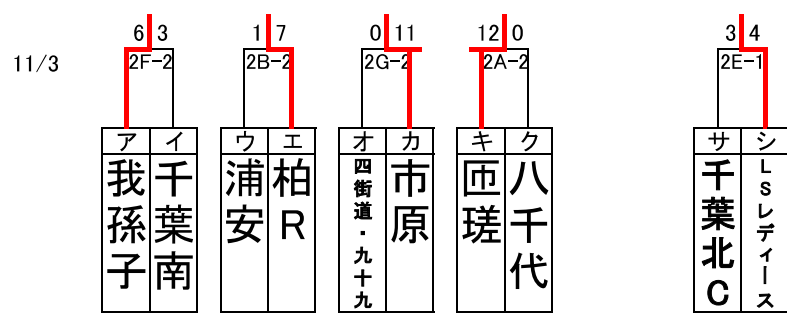 6 3 1 7 0 11 12 0 3 4
11/3 2F-2 2B-2 2G-2 2A-2 2E-1
ア イ ウ エ オ カ キ ク サ シ
我孫子
千葉南
浦安
柏R
四街道・九十九
市原
匝瑳
八千代
千葉北C
LSレディース